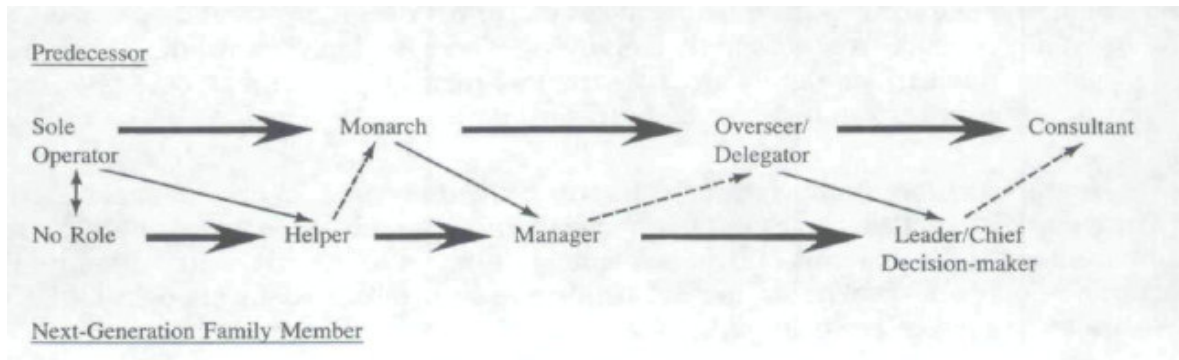 Predecessor
Sole Monarch Overseer/ Consultant
Operator Delegator
No Role Helper Manager Leader/Chief
Decision-maker
Next-Generation Family Member